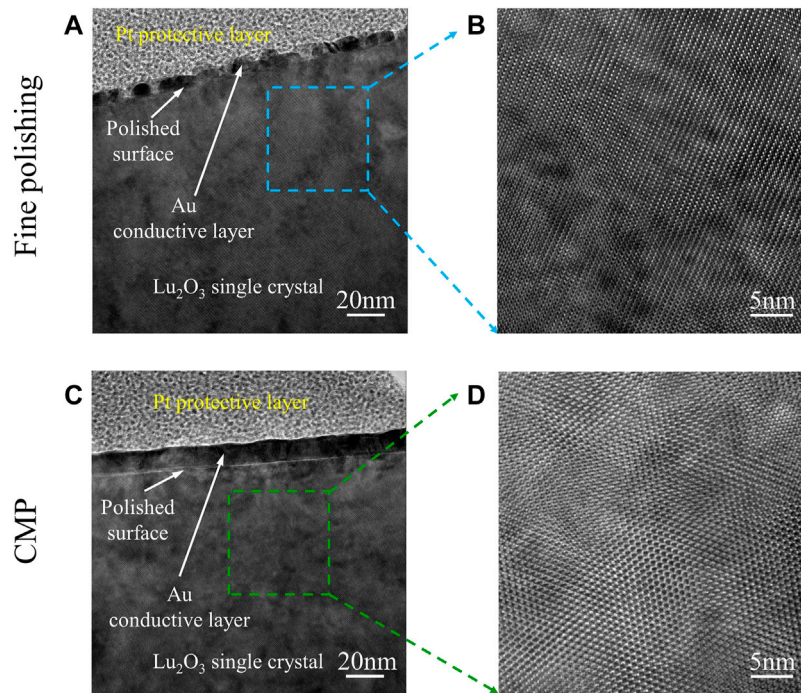 Fine polishing
A
Pt protective layer
Polished
surface
Au
conductive layer
Lu₂O₃ single crystal
20nm
B
5nm
CMP
C
Pt protective layer
Polished
surface
Au
conductive layer
Lu₂O₃ single crystal
20nm
D
5nm